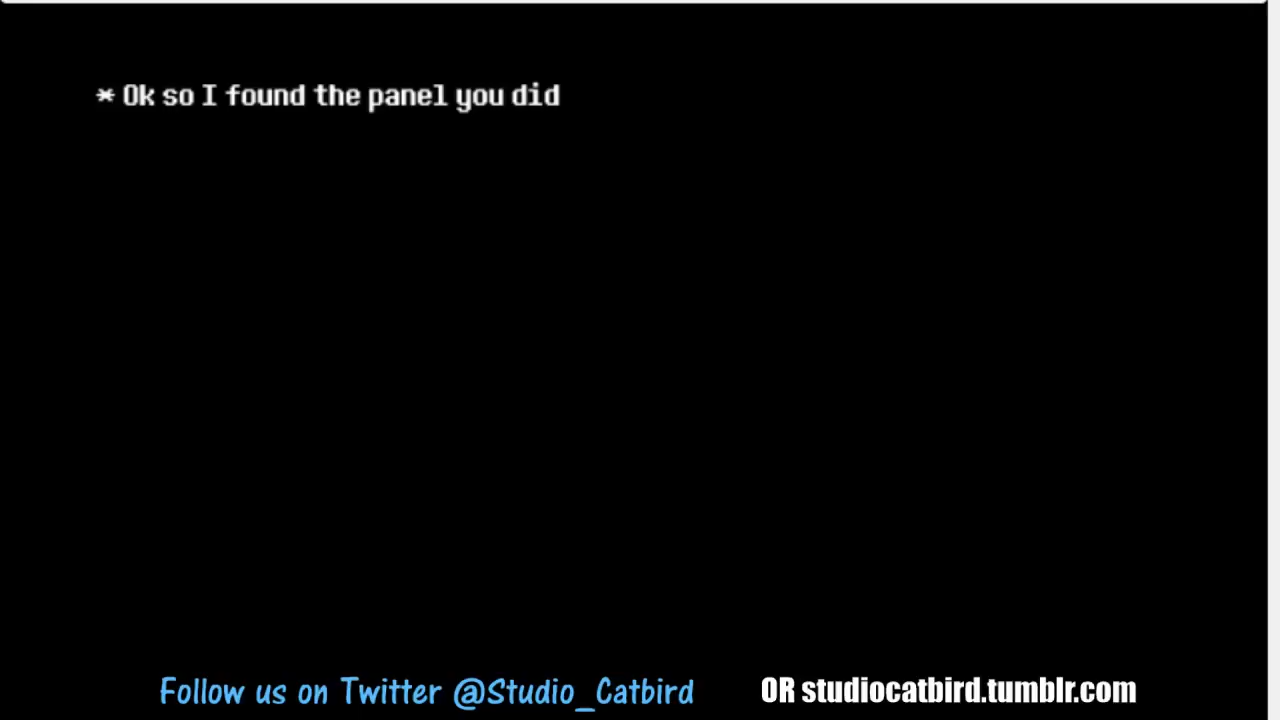 * Ok so I found the panel you did
Follow us on Twitter @Studio_Catbird OR studiocatbird.tumblr.com